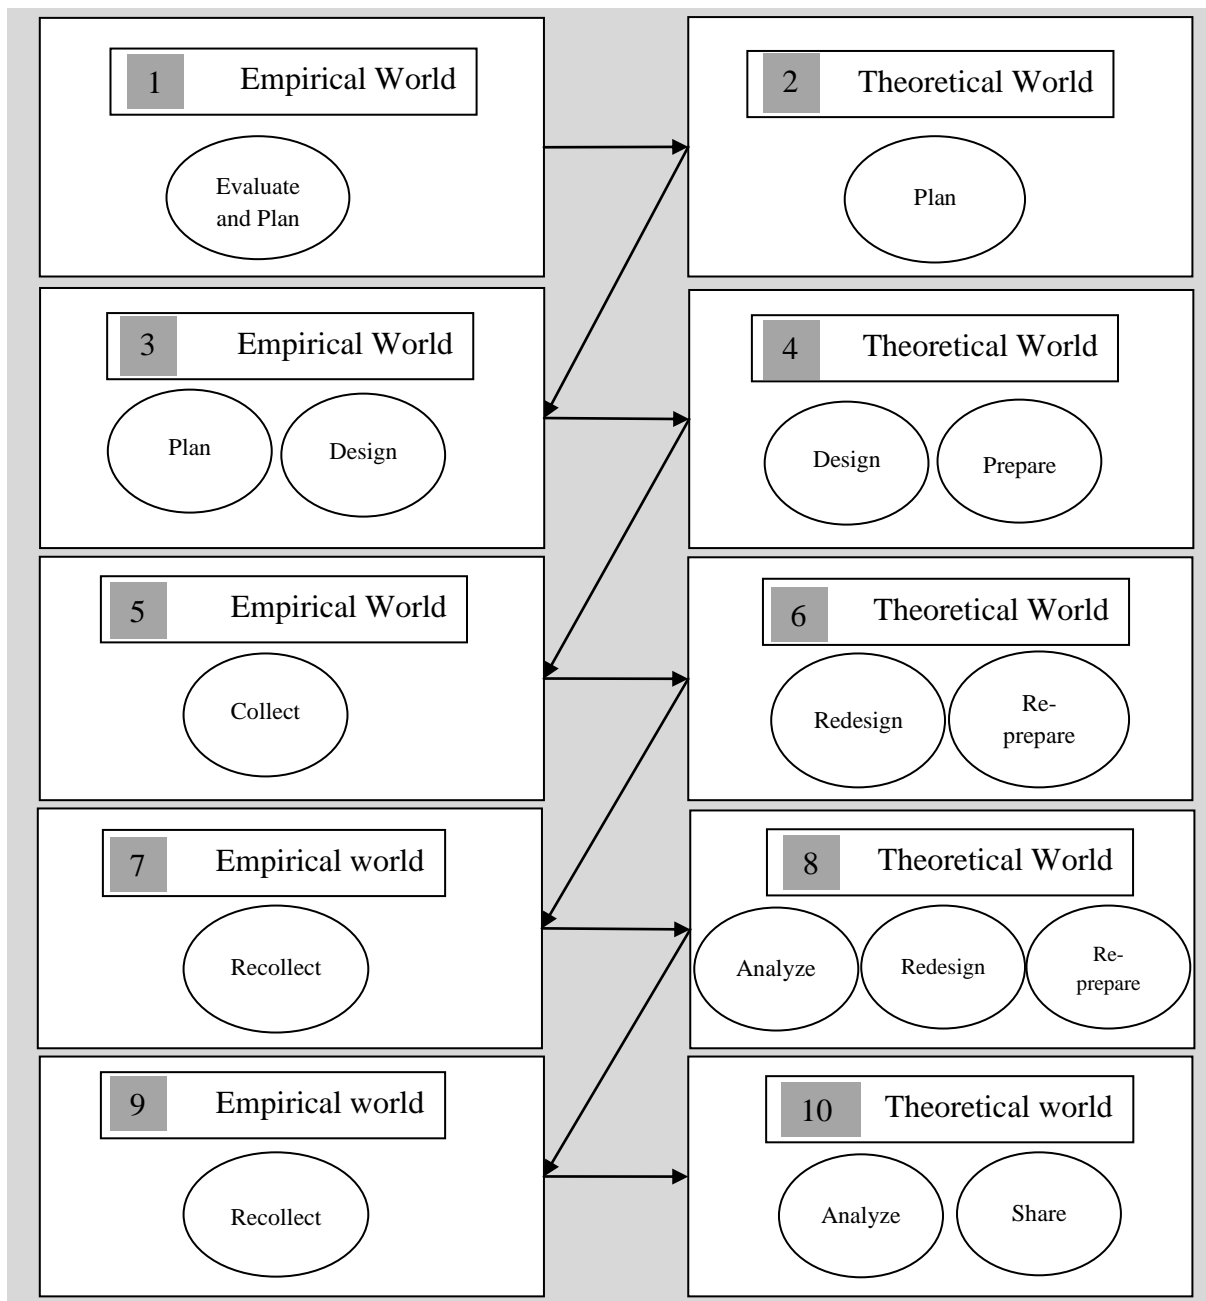 1 Empirical World
Evaluate
and Plan
2 Theoretical World
Plan
3 Empirical World
Plan
Design
4 Theoretical World
Design
Prepare
5 Empirical World
Collect
6 Theoretical World
Redesign
Re-
prepare
7 Empirical world
Recollect
8 Theoretical World
Analyze
Redesign
Re-
prepare
9 Empirical world
Recollect
10 Theoretical world
Analyze
Share